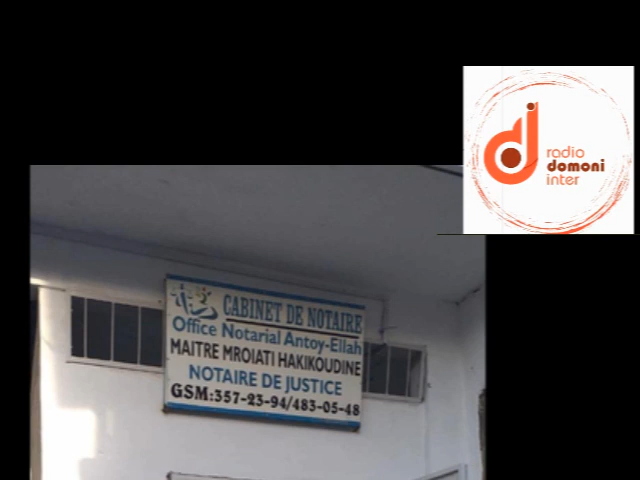 radio
domoni
inter
CABINET DE NOTAIRE
Office Notarial Antoy-Ellah
MAITRE MROIATI HAKIKOUDINE
NOTAIRE DE JUSTICE
GSM:357-23-94/483-05-48